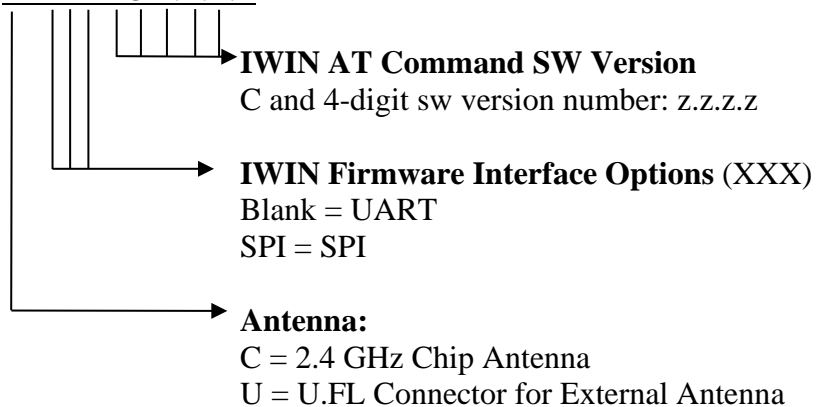 IWIN AT Command SW Version
C and 4-digit sw version number: z.z.z.z
IWIN Firmware Interface Options (XXX)
Blank = UART
SPI = SPI
Antenna:
C = 2.4 GHz Chip Antenna
U = U.FL Connector for External Antenna